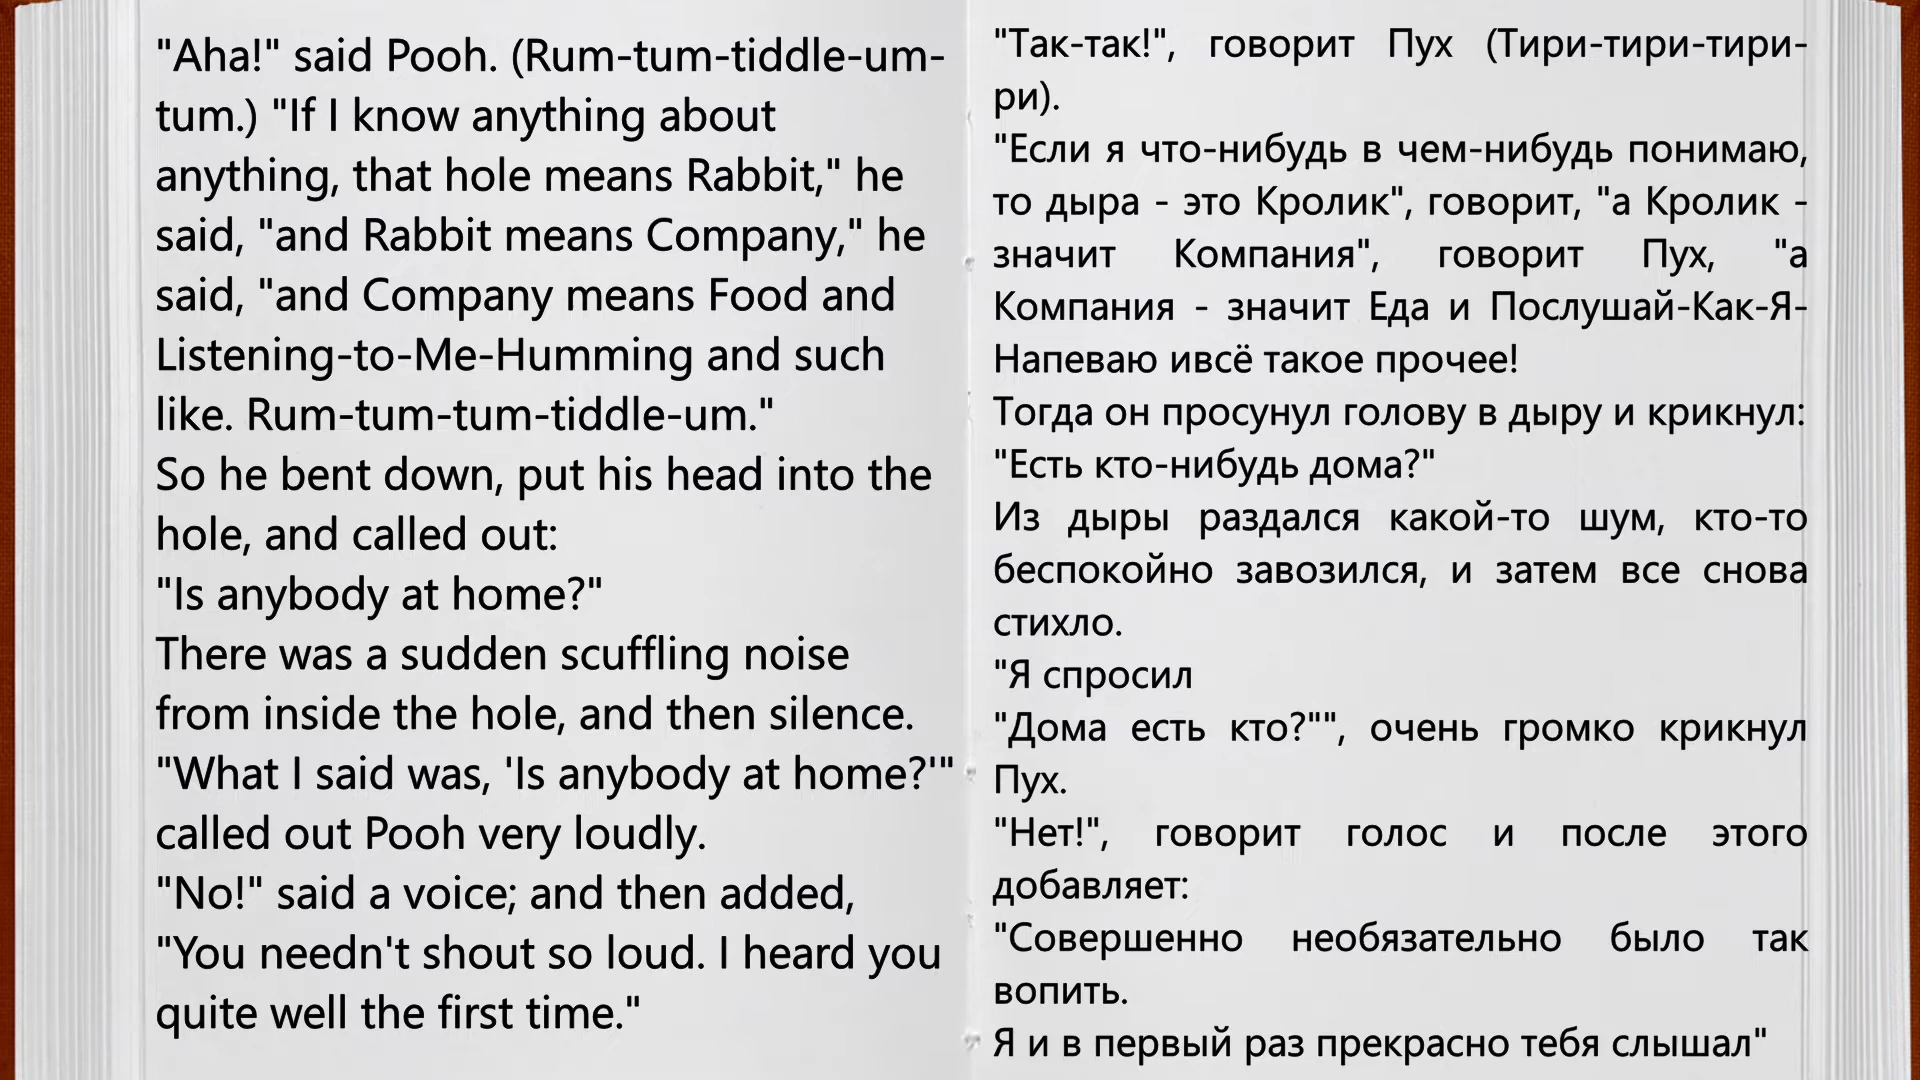 "Aha!" said Pooh. (Rum-tum-tiddle-um-
tum.) "If I know anything about
anything, that hole means Rabbit," he
said, "and Rabbit means Company," he
said, "and Company means Food and
Listening-to-Me-Humming and such
like. Rum-tum-tum-tiddle-um."
So he bent down, put his head into the
hole, and called out:
"Is anybody at home?"
There was a sudden scuffling noise
from inside the hole, and then silence.
"What I said was, 'Is anybody at home?'"
called out Pooh very loudly.
"No!" said a voice; and then added,
"You needn't shout so loud. I heard you
quite well the first time."
"Так-так!", говорит Пух (Тири-тири-тири-
ри).
"Если я что-нибудь в чем-нибудь понимаю,
то дыра - это Кролик", говорит, "а Кролик -
значит Компания", говорит Пух, "а
Компания - значит Еда и Послушай-Как-Я-
Напеваю ивсё такое прочее!
Тогда он просунул голову в дыру и крикнул:
"Есть кто-нибудь дома?"
Из дыры раздался какой-то шум, кто-то
беспокойно завозился, и затем все снова
стихло.
"Я спросил
"Дома есть кто?"", очень громко крикнул
Пух.
"Нет!", говорит голос и после этого
добавляет:
"Совершенно необязательно было так
вопить.
Я и в первый раз прекрасно тебя слышал"